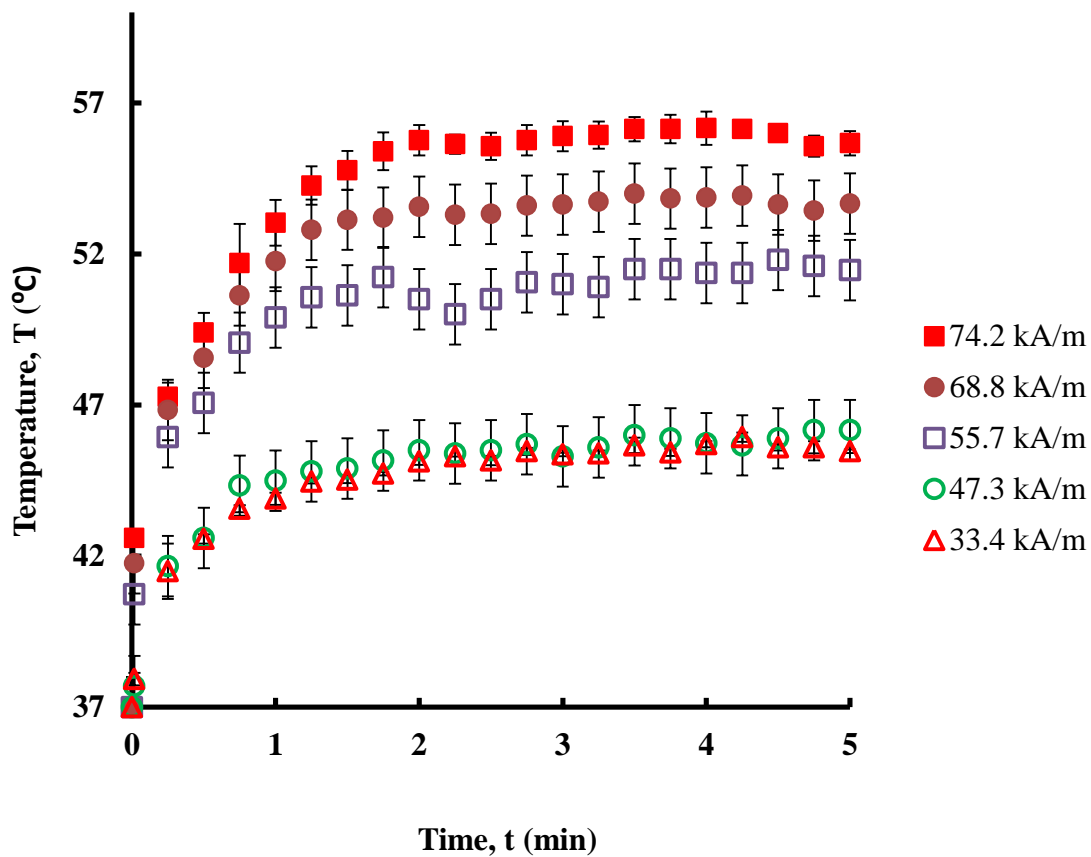 57
52
47
42
37
0 1 2 3 4 5
Temperature, T (⁰C)
Time, t (min)
74.2 kA/m
68.8 kA/m
55.7 kA/m
47.3 kA/m
33.4 kA/m